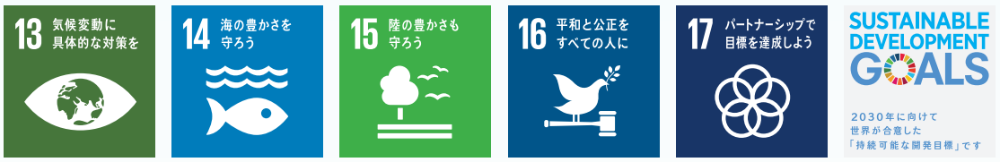 13
気候変動に
具体的な対策を
14
海の豊かさを
守ろう
15
陸の豊かさも
守ろう
16
平和と公正を
すべての人に
17
パートナーシップで
目標を達成しよう
SUSTAINABLE
DEVELOPMENT
GOALS
2030年に向けて
世界が合意した
「持続可能な開発目標」です